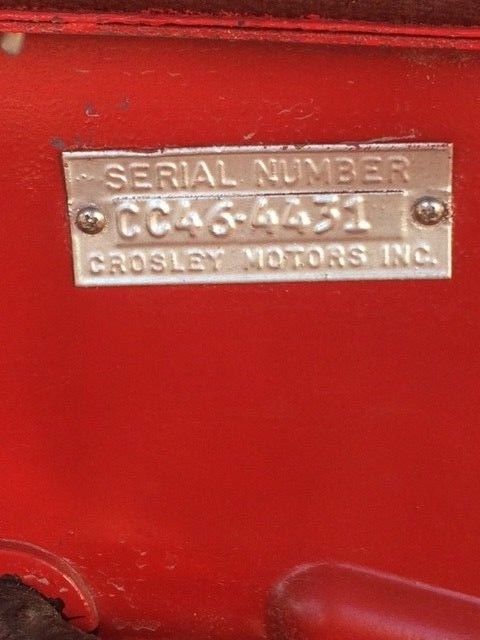 SERIAL NUMBER
CC46-4431
CROSLEY MOTORS INC.